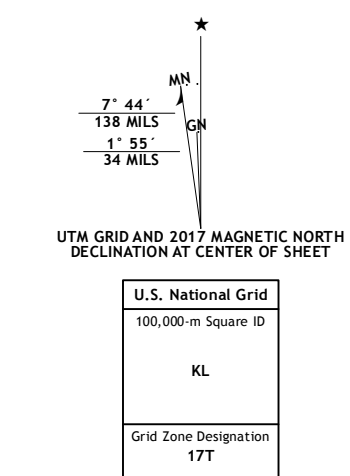 ★
MN
7° 44´
138 MILS
GN
1° 55´
34 MILS
UTM GRID AND 2017 MAGNETIC NORTH
DECLINATION AT CENTER OF SHEET
U.S. National Grid
100,000-m Square ID
KL
Grid Zone Designation
17T